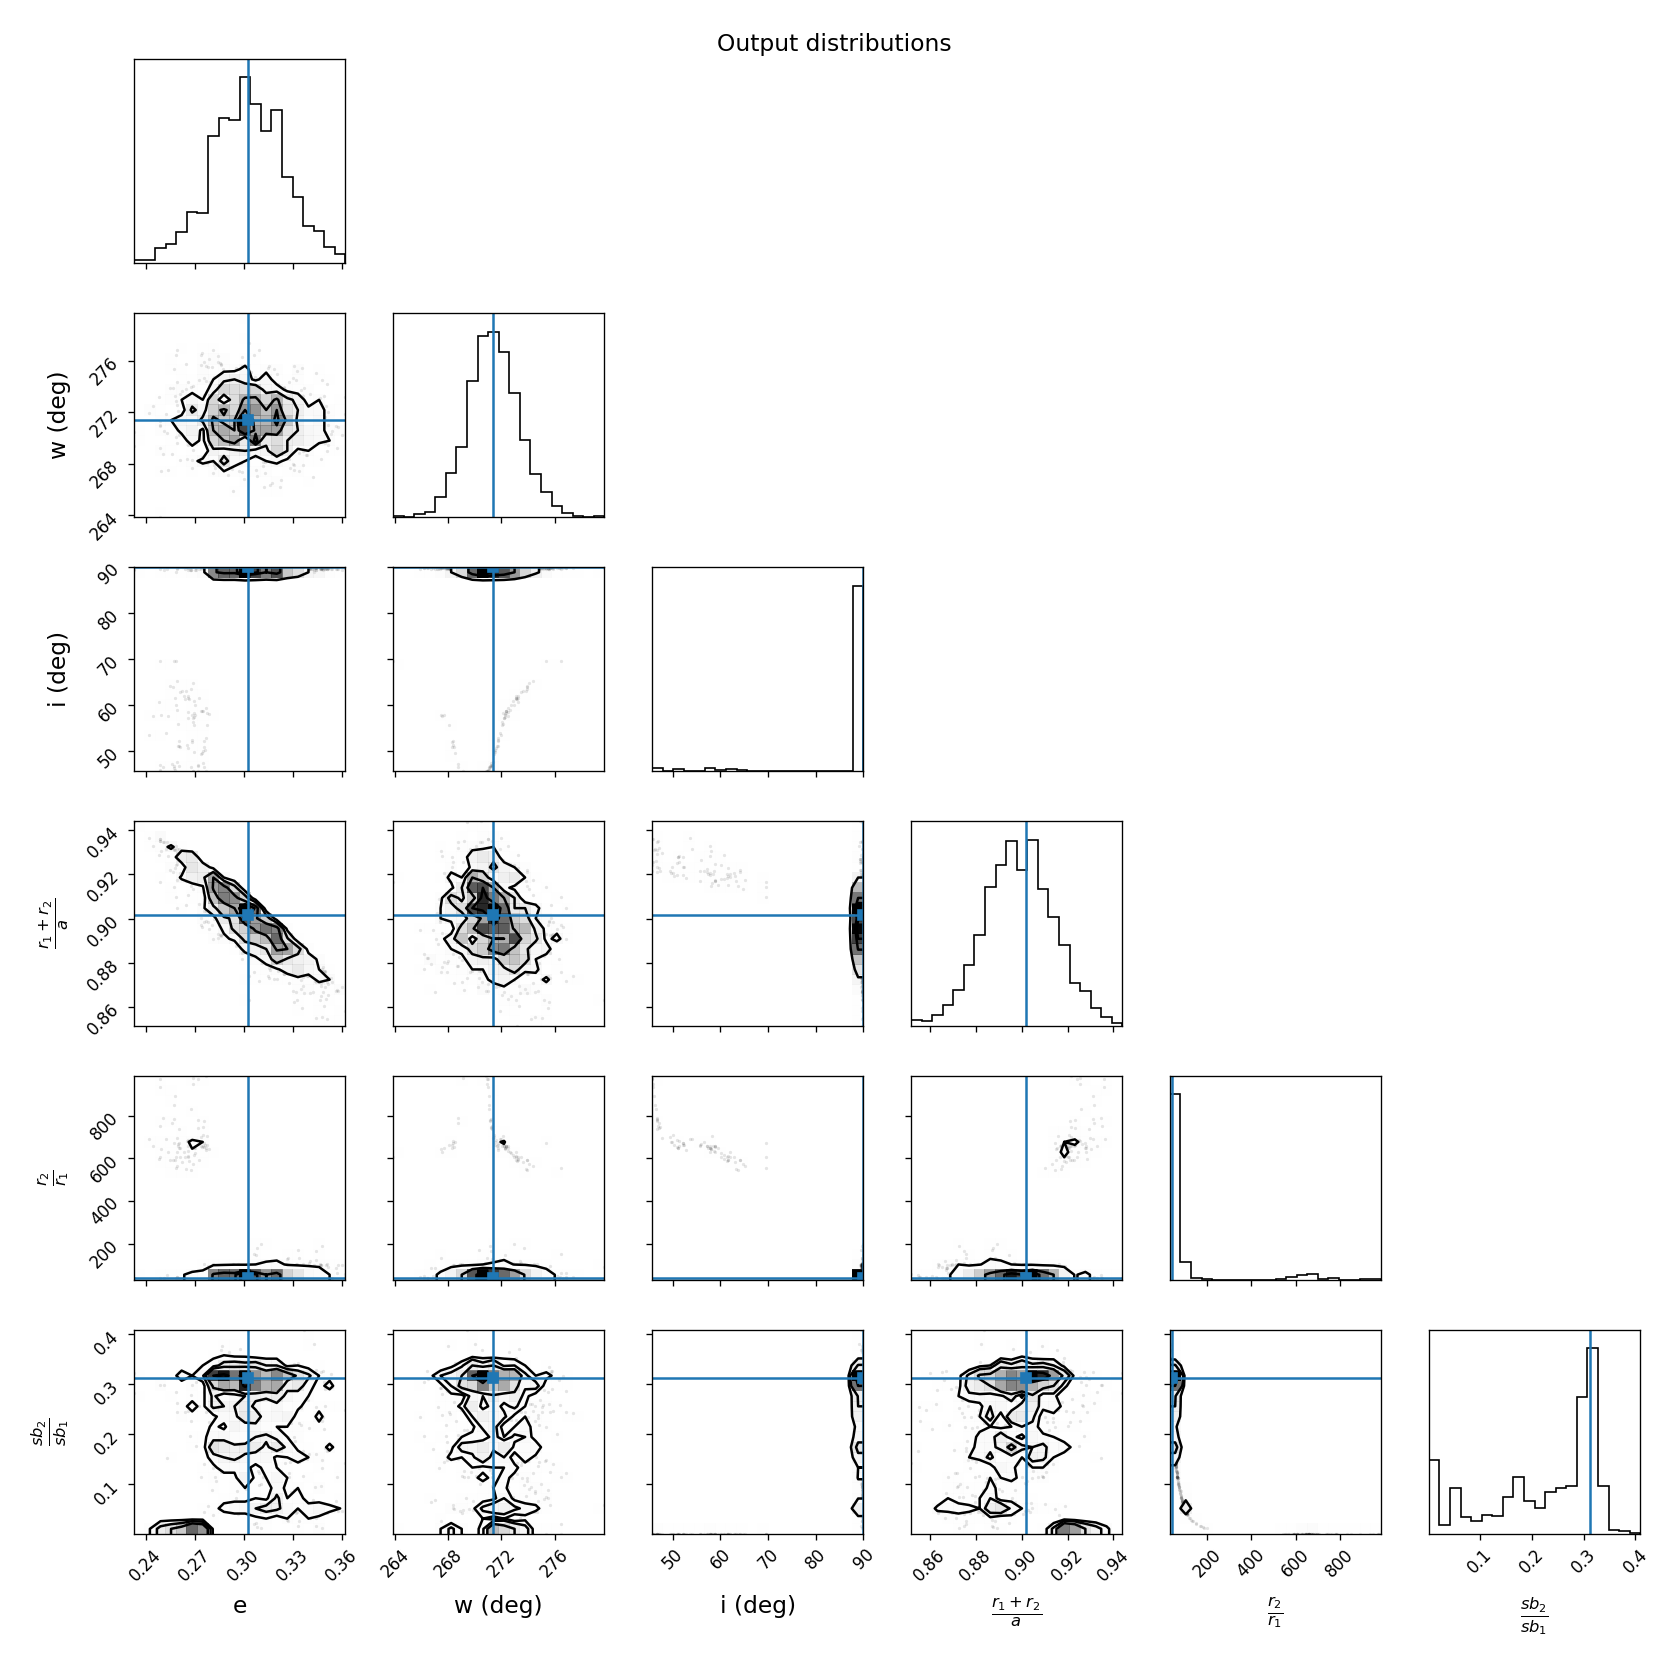 Output distributions
w (deg)
276
272
268
264
i (deg)
90
80
70
60
50
r₁ + r₂
a
0.94
0.92
0.90
0.88
0.86
r₂
r₁
800
600
400
200
sb₂
sb₁
0.4
0.3
0.2
0.1
0.24 0.27 0.30 0.33 0.36 264 268 272 276 50 60 70 80 90 0.86 0.88 0.90 0.92 0.94 200 400 600 800 0.1 0.2 0.3 0.4
e w (deg) i (deg) r₁ + r₂ r₂ sb₂
a r₁ sb₁